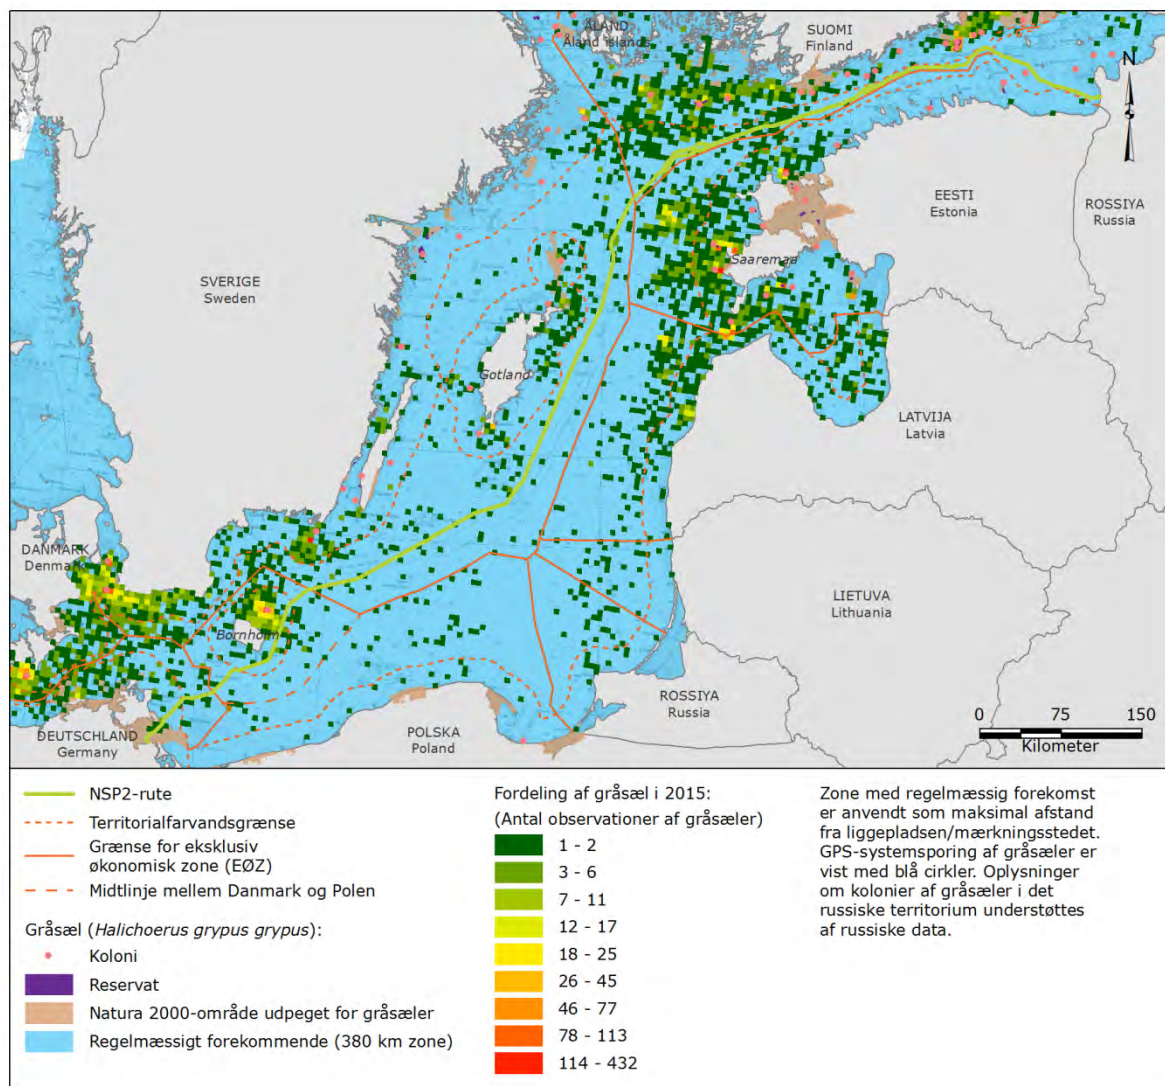 ÅLAND
Åland islands
SUOMI
Finland
N
EESTI
Estonia
ROSSIYA
Russia
SVERIGE
Sweden
Saaremaa
Gotland
LATVIJA
Latvia
DANMARK
Denmark
LIETUVA
Lithuania
Bornholm
ROSSIYA
Russia
DEUTSCHLAND
Germany
POLSKA
Poland
0 75 150
Kilometer
NSP2-rute
Territorialfarvandsgrænse
Grænse for eksklusiv
økonomisk zone (EØZ)
Midtlinje mellem Danmark og Polen
Gråsæl (Halichoerus grypus grypus):
Koloni
Reservat
Natura 2000-område udpeget for gråsæler
Regelmæssigt forekommende (380 km zone)
Fordeling af gråsæl i 2015:
(Antal observationer af gråsæler)
1 - 2
3 - 6
7 - 11
12 - 17
18 - 25
26 - 45
46 - 77
78 - 113
114 - 432
Zone med regelmæssig forekomst
er anvendt som maksimal afstand
fra liggepladsen/mærkningsstedet.
GPS-systemsporing af gråsæler er
vist med blå cirkler. Oplysninger
om kolonier af gråsæler i det
russiske territorium understøttes
af russiske data.